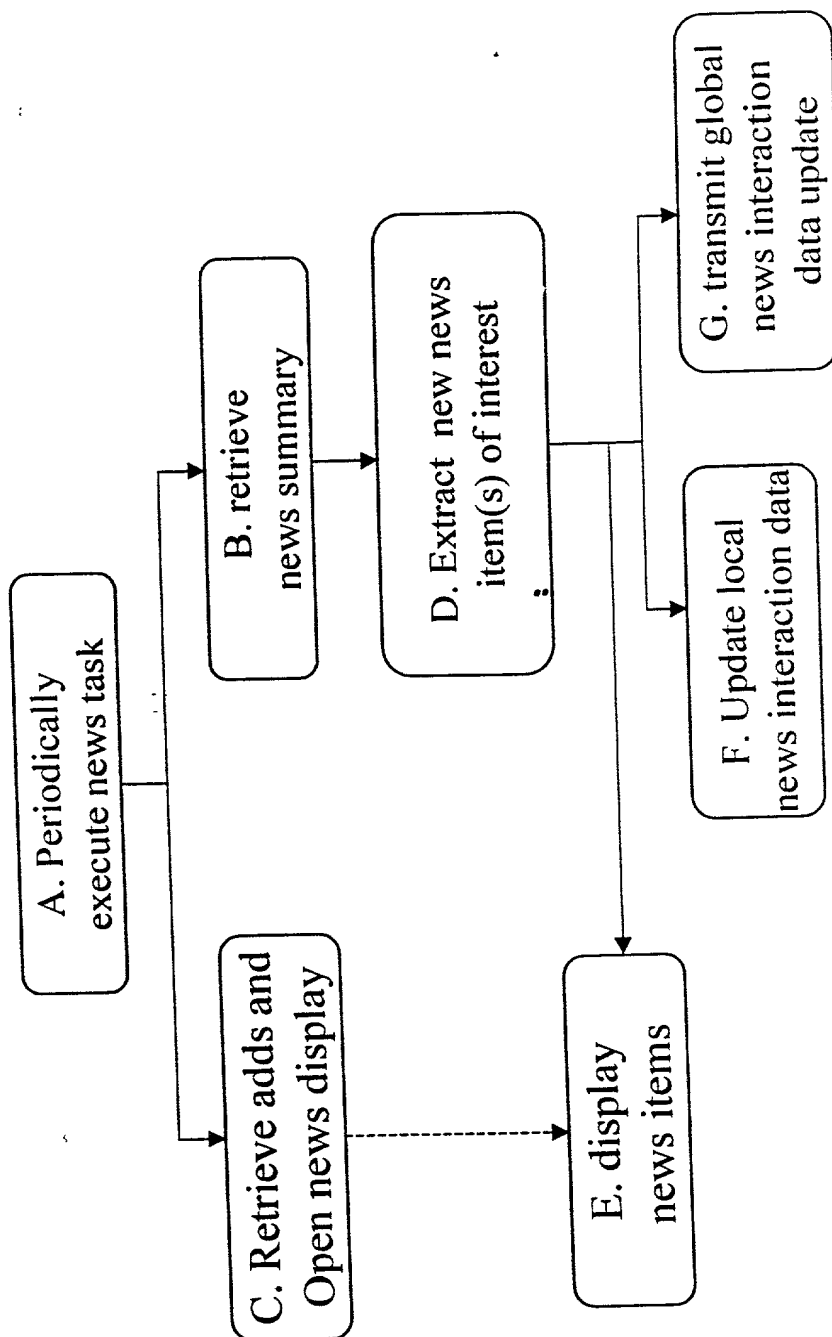 A. Periodically
execute news task
C. Retrieve adds and
Open news display
B. retrieve
news summary
D. Extract new news
item(s) of interest
E. display
news items
F. Update local
news interaction data
G. transmit global
news interaction
data update